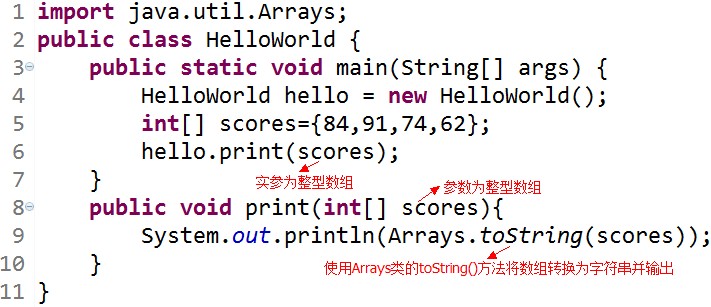 1 import java.util.Arrays;
2 public class HelloWorld {
3 public static void main(String[] args) {
4 HelloWorld hello = new HelloWorld();
5 int[] scores={84,91,74,62};
6 hello.print(scores);
7 }
实参为整型数组
参数为整型数组
8 public void print(int[] scores){
9 System.out.println(Arrays.toString(scores));
10 }
使用Arrays类的toString()方法将数组转换为字符串并输出
11 }